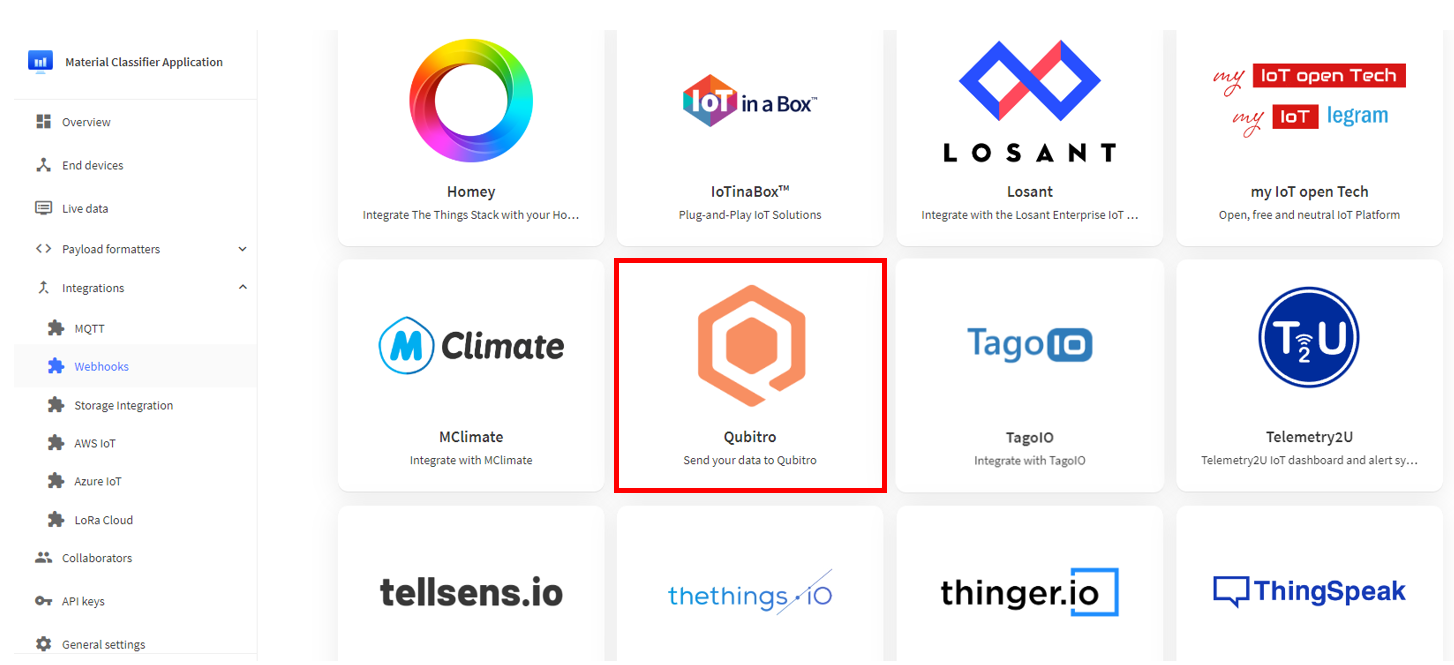 Material Classifier Application
Overview
End devices
Live data
Payload formatters
Integrations
MQTT
Webhooks
Storage Integration
AWS IoT
Azure IoT
LoRa Cloud
Collaborators
API keys
General settings
Homey
Integrate The Things Stack with your Ho...
IoT in a Box™
IoTinaBox™
Plug-and-Play IoT Solutions
LOSANT
Losant
Integrate with the Losant Enterprise IoT ...
my IoT open Tech
my IoT legram
my IoT open Tech
Open, free and neutral IoT Platform
M Climate
MClimate
Integrate with MClimate
Qubitro
Send your data to Qubitro
Tago IO
TagoIO
Integrate with TagoIO
T2U
Telemetry2U
Telemetry2U IoT dashboard and alert sy...
tellsens.io
thethings.iO
thinger.io
ThingSpeak